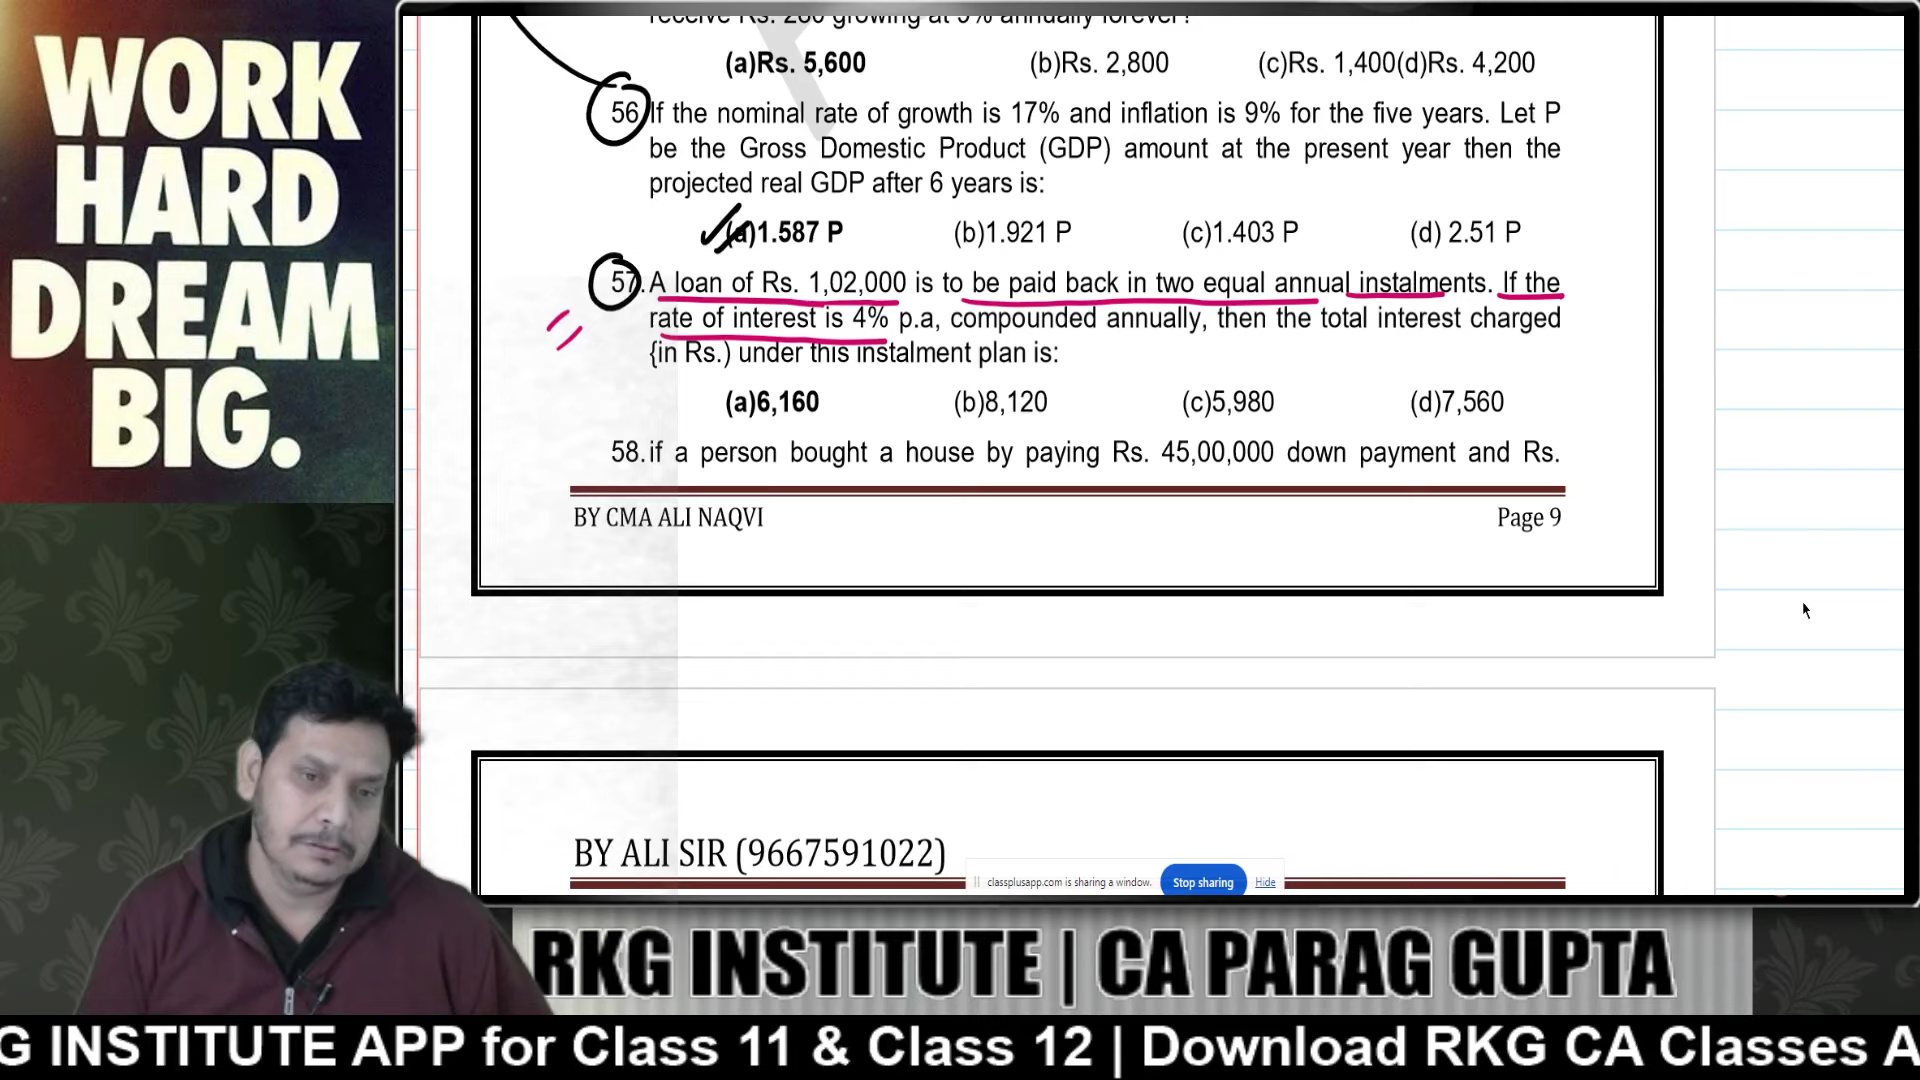 WORK
HARD
DREAM
BIG.
receive Rs. 280 growing at 5% annually forever?
(a)Rs. 5,600 (b)Rs. 2,800 (c)Rs. 1,400(d)Rs. 4,200
56. If the nominal rate of growth is 17% and inflation is 9% for the five years. Let P
be the Gross Domestic Product (GDP) amount at the present year then the
projected real GDP after 6 years is:
(a)1.587 P (b)1.921 P (c)1.403 P (d) 2.51 P
57. A loan of Rs. 1,02,000 is to be paid back in two equal annual instalments. If the
rate of interest is 4% p.a, compounded annually, then the total interest charged
{in Rs.) under this instalment plan is:
(a)6,160 (b)8,120 (c)5,980 (d)7,560
58. if a person bought a house by paying Rs. 45,00,000 down payment and Rs.
BY CMA ALI NAQVI Page 9
BY ALI SIR (9667591022)
classplusapp.com is sharing a window. Stop sharing Hide
RKG INSTITUTE | CA PARAG GUPTA
G INSTITUTE APP for Class 11 & Class 12 | Download RKG CA Classes A